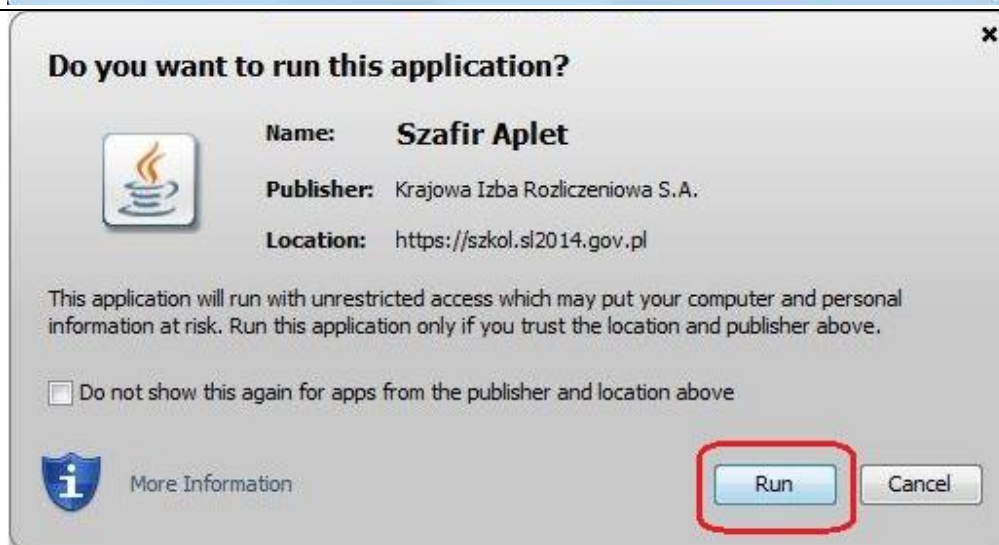 Do you want to run this application?
Name: Szafir Aplet
Publisher: Krajowa Izba Rozliczeniowa S.A.
Location: https://szkol.sl2014.gov.pl
This application will run with unrestricted access which may put your computer and personal
information at risk. Run this application only if you trust the location and publisher above.
Do not show this again for apps from the publisher and location above
More Information
Run Cancel